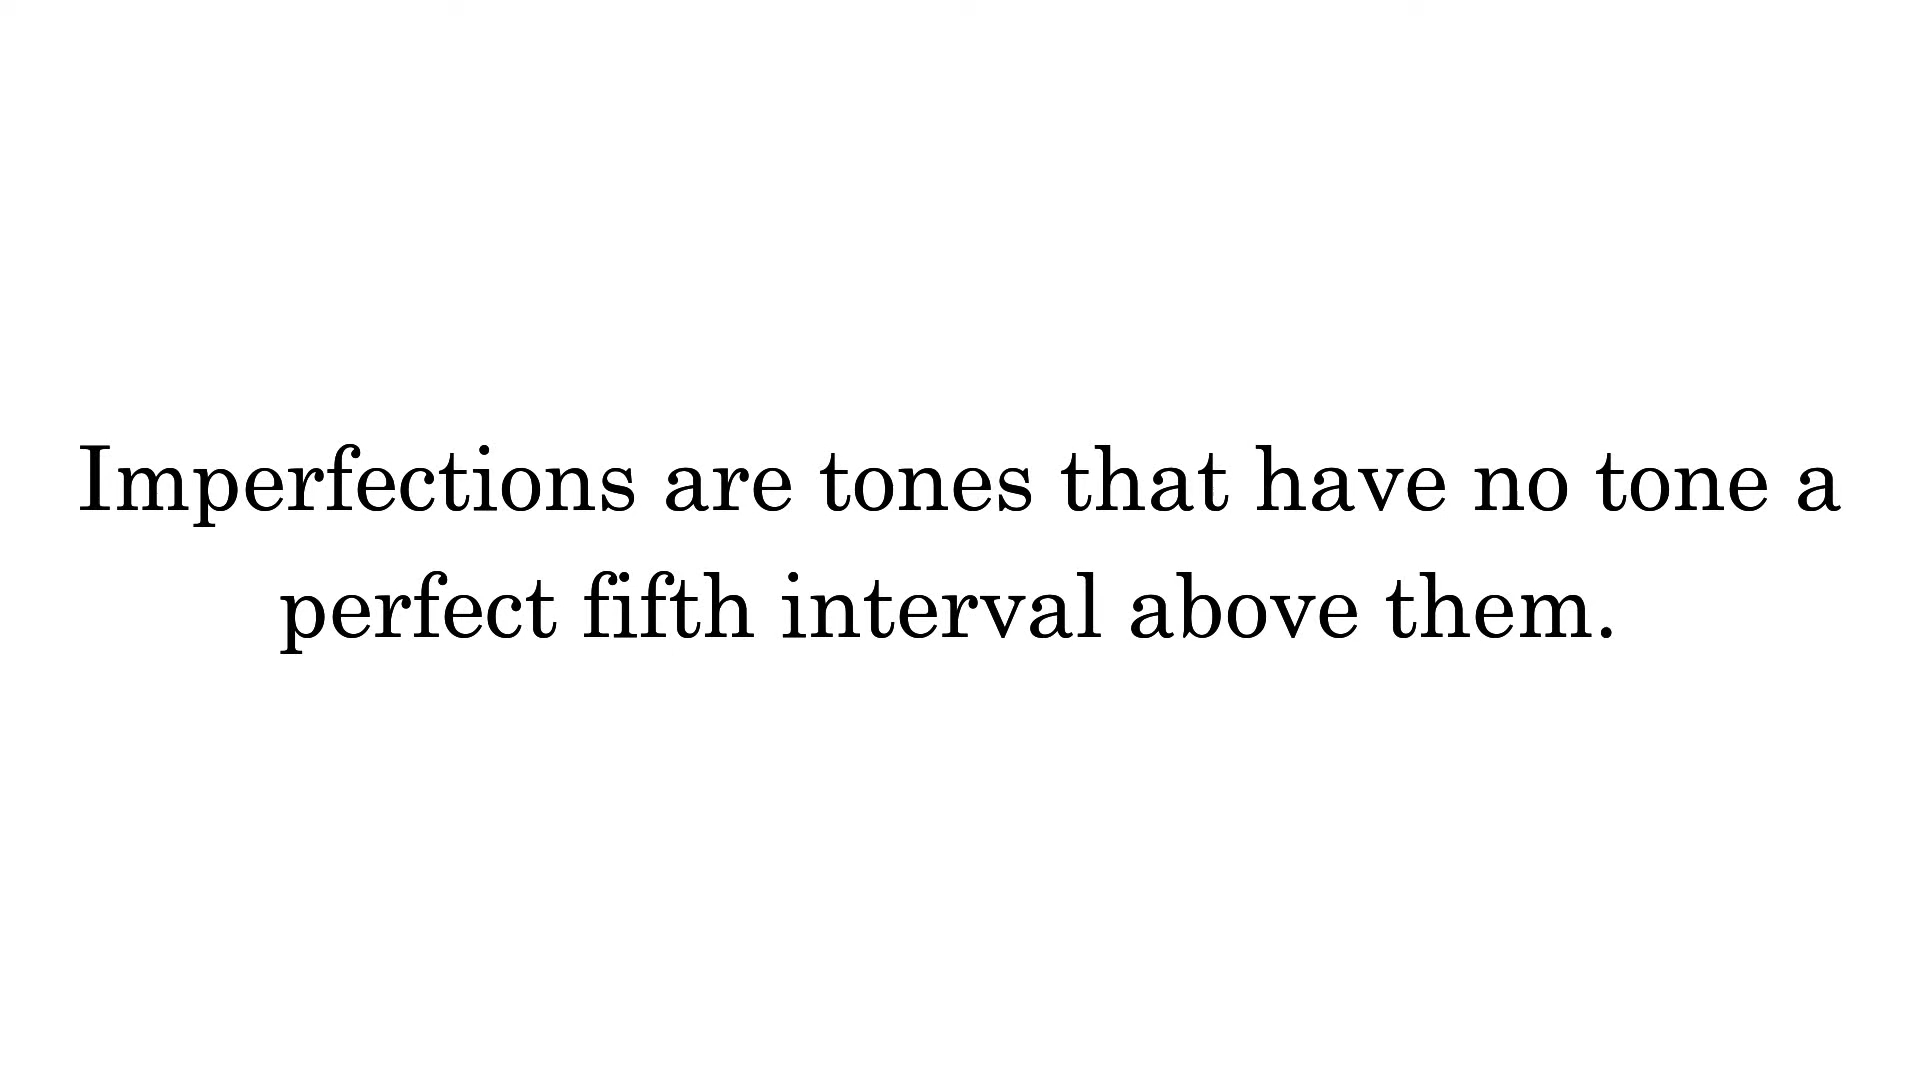 Imperfections are tones that have no tone a
perfect fifth interval above them.